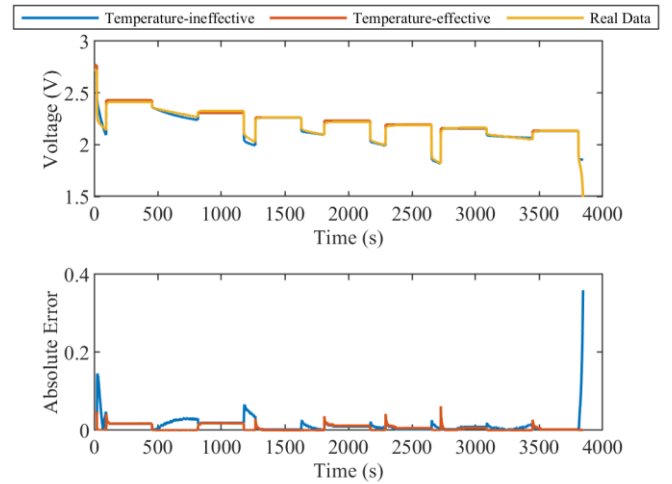 Temperature-ineffective Temperature-effective Real Data
3
2.5
2
1.5
Voltage (V)
0 500 1000 1500 2000 2500 3000 3500 4000
Time (s)
0.4
0.2
0
Absolute Error
0 500 1000 1500 2000 2500 3000 3500 4000
Time (s)